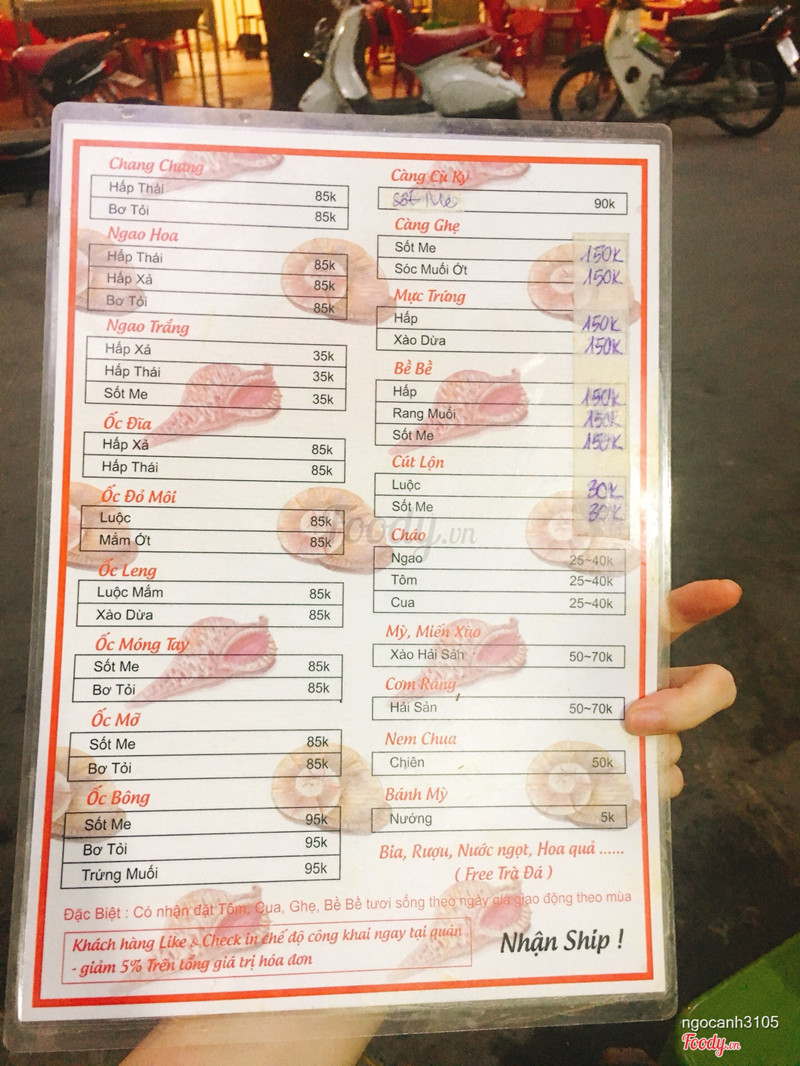 Chang Chang
Hấp Thái 85k
Bơ Tỏi 85k
Ngao Hoa
Hấp Thái 85k
Hấp Xả 85k
Bơ Tỏi 85k
Ngao Trắng
Hấp Xả 35k
Hấp Thái 35k
Sốt Me 35k
Ốc Đĩa
Hấp Xả 85k
Hấp Thái 85k
Ốc Đỏ Môi
Luộc 85k
Mắm Ớt 85k
Ốc Leng
Luộc Mắm 85k
Xào Dừa 85k
Ốc Móng Tay
Sốt Me 85k
Bơ Tỏi 85k
Ốc Mỡ
Sốt Me 85k
Bơ Tỏi 85k
Ốc Bông
Sốt Me 95k
Bơ Tỏi 95k
Trứng Muối 95k
Càng Cù Kỳ
Sốt Me 90k
Càng Ghẹ
Sốt Me 150K
Sóc Muối Ớt 150K
Mực Trứng
Hấp 150K
Xào Dừa 150K
Bề Bề
Hấp 150K
Rang Muối 150K
Sốt Me 150K
Cút Lộn
Luộc 30K
Sốt Me 30K
Cháo
Ngao 25~40k
Tôm 25~40k
Cua 25~40k
Mỳ, Miến Xào
Xào Hải Sản 50~70k
Cơm Rang
Hải Sản 50~70k
Nem Chua
Chiên 50k
Bánh Mỳ
Nướng 5k
Bia, Rượu, Nước ngọt, Hoa quả ......
( Free Trà Đá )
Đặc Biệt : Có nhận đặt Tôm, Cua, Ghẹ, Bề Bề tươi sống theo ngày giá giao động theo mùa
Khách hàng Like & Check in chế độ công khai ngay tại quán
- giảm 5% Trên tổng giá trị hóa đơn
Nhận Ship !
Foody.vn
ngocanh3105
Foody.vn